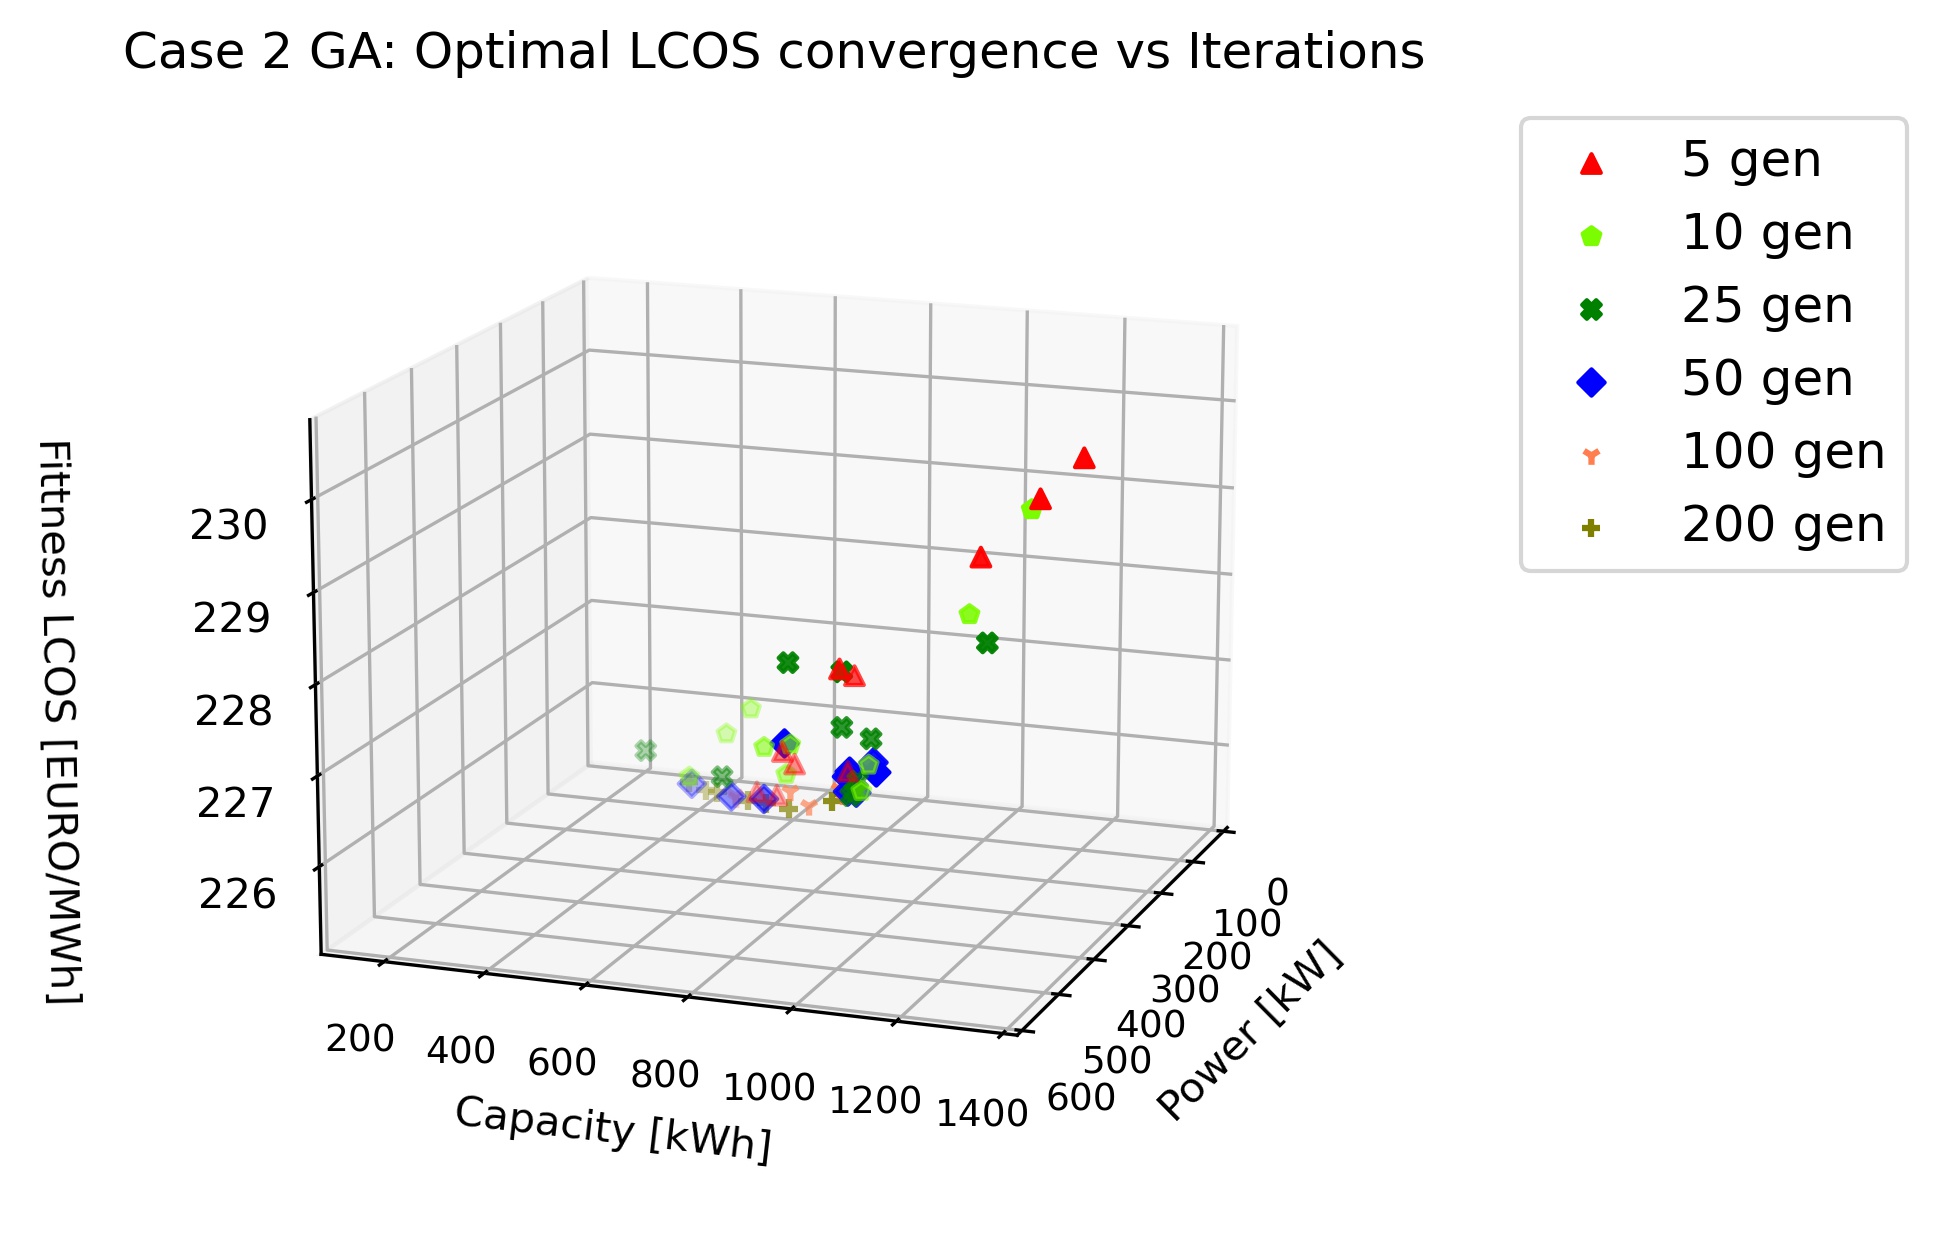 Case 2 GA: Optimal LCOS convergence vs Iterations
5 gen
10 gen
25 gen
50 gen
100 gen
200 gen
Fittness LCOS [EURO/MWh]
230
229
228
227
226
200
400
600
800
1000
1200
1400
Capacity [kWh]
0
100
200
300
400
500
600
Power [kW]